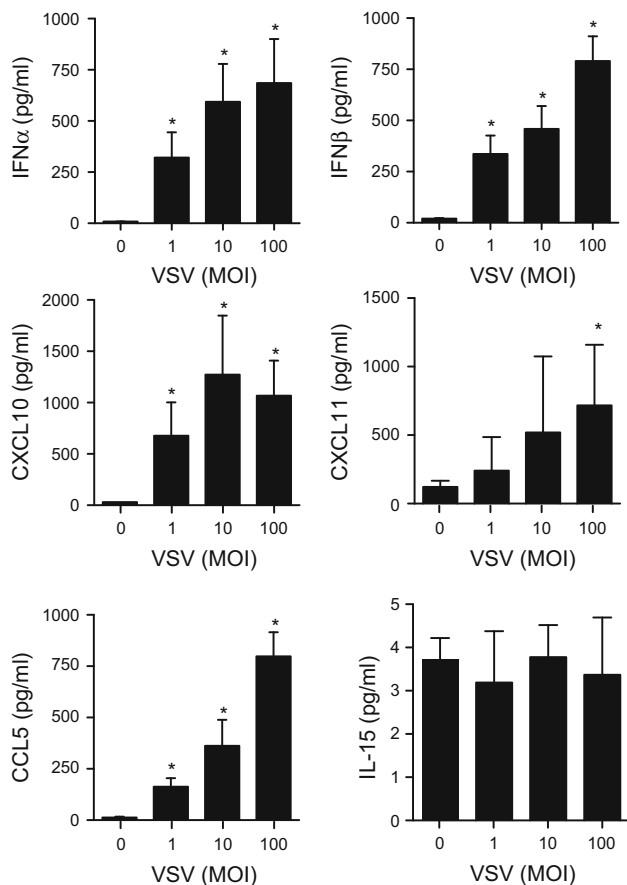 IFNα (pg/ml)
1000
750
500
250
0
*
*
*
0 1 10 100
VSV (MOI)
IFNβ (pg/ml)
1000
750
500
250
0
*
*
*
0 1 10 100
VSV (MOI)
CXCL10 (pg/ml)
2000
1500
1000
500
0
*
*
*
0 1 10 100
VSV (MOI)
CXCL11 (pg/ml)
1500
1000
500
0
*
0 1 10 100
VSV (MOI)
CCL5 (pg/ml)
1000
750
500
250
0
*
*
*
0 1 10 100
VSV (MOI)
IL-15 (pg/ml)
5
4
3
2
1
0
0 1 10 100
VSV (MOI)